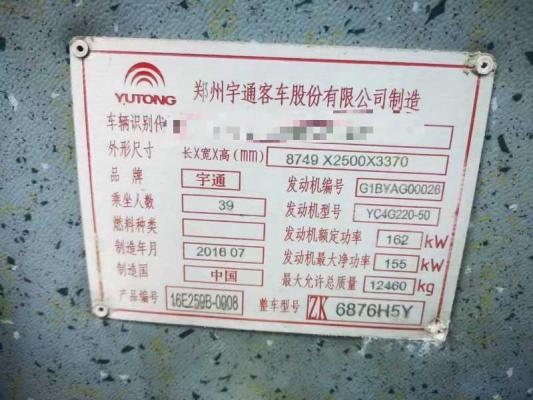 YUTONG
郑州宇通客车股份有限公司制造
车辆识别代
外形尺寸 长X宽X高(mm) 8749X2500X3370
品牌 宇通 发动机编号 G1BYAG00026
乘坐人数 39 发动机型号 YC4G220-50
燃料种类 发动机额定功率 162 kW
制造年月 2016 07 发动机最大净功率 155 kW
制造国 中国 最大允许总质量 12460 kg
产品编号 16E259B-0008 整车型号 ZK 6876H5Y